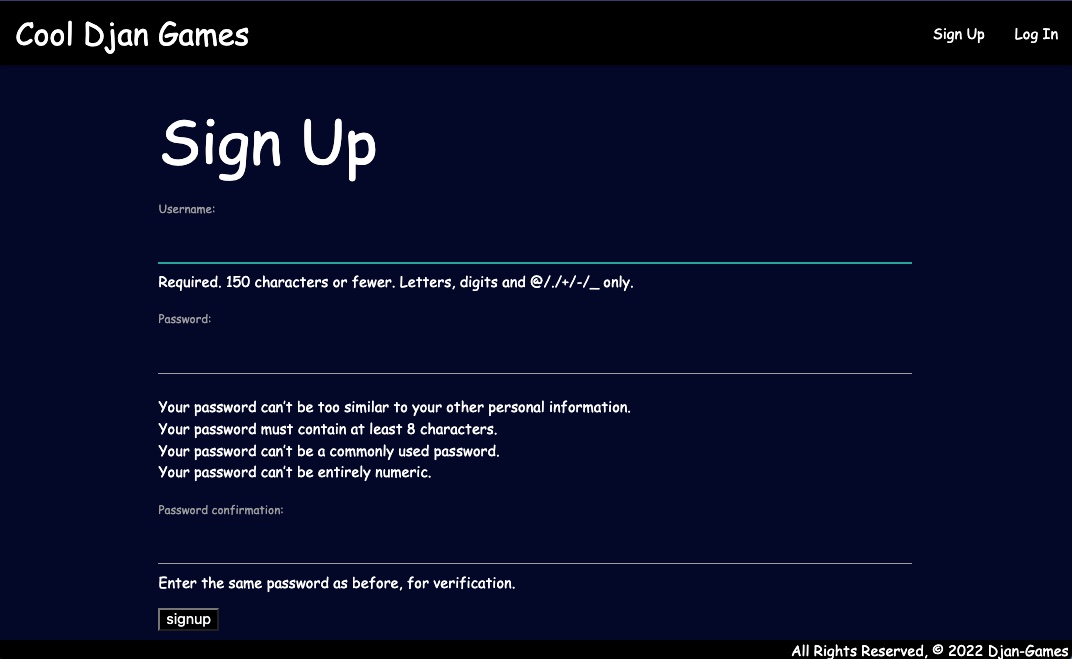 Cool Djan Games
Sign Up
Log In
Sign Up
Username:
Required. 150 characters or fewer. Letters, digits and @/./+/-/_ only.
Password:
Your password can't be too similar to your other personal information.
Your password must contain at least 8 characters.
Your password can't be a commonly used password.
Your password can't be entirely numeric.
Password confirmation:
Enter the same password as before, for verification.
signup
All Rights Reserved, © 2022 Djan-Games